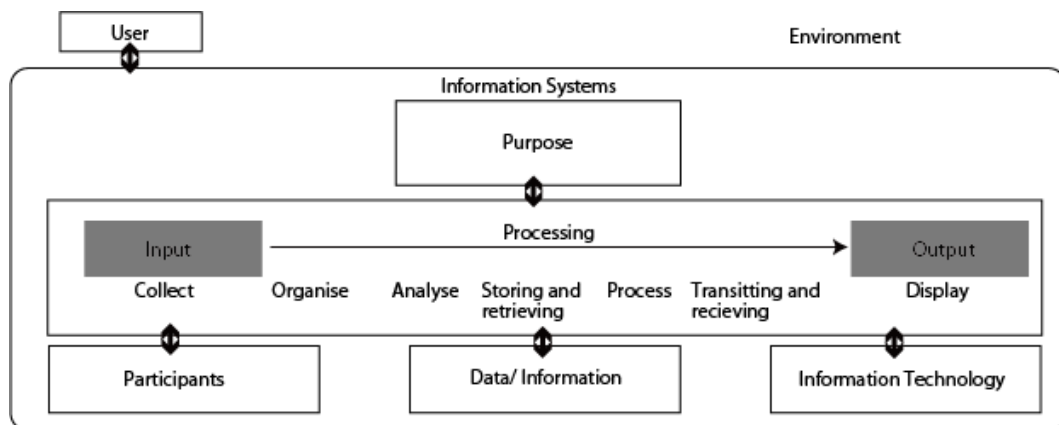 User
Environment
Information Systems
Purpose
Processing
Input
Output
Collect
Organise
Analyse
Storing and
retrieving
Process
Transitting and
recieving
Display
Participants
Data/ Information
Information Technology